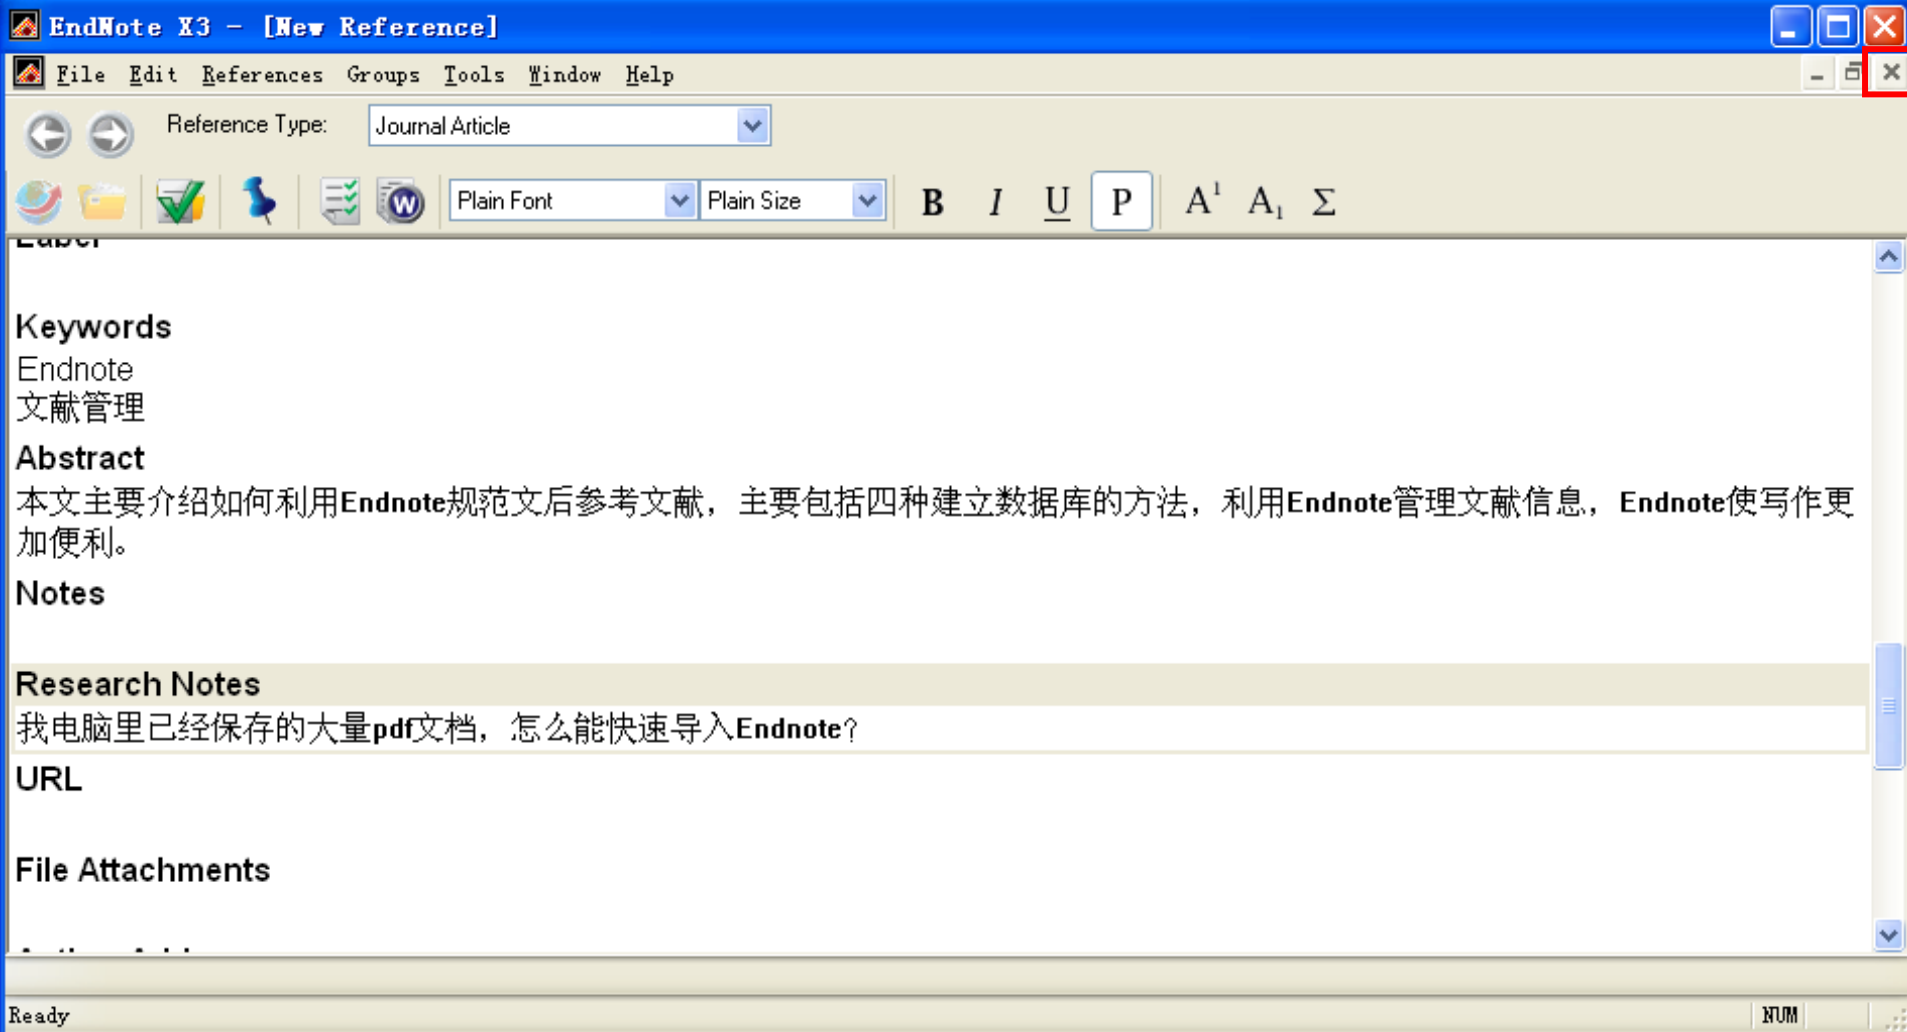 EndNote X3 - [New Reference]
File Edit References Groups Tools Window Help
Reference Type: Journal Article
Plain Font Plain Size B I U P A1 A1 Σ
Label
Keywords
Endnote
文献管理
Abstract
本文主要介绍如何利用Endnote规范文后参考文献，主要包括四种建立数据库的方法，利用Endnote管理文献信息，Endnote使写作更
加便利。
Notes
Research Notes
我电脑里已经保存的大量pdf文档，怎么能快速导入Endnote？
URL
File Attachments
Ready NUM